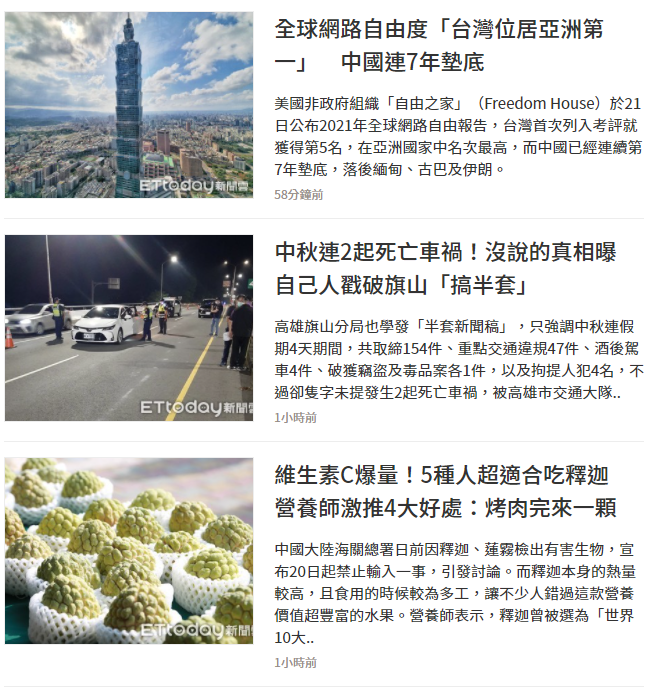 全球網路自由度「台灣位居亞洲第
一」　中國連7年墊底
美國非政府組織「自由之家」（Freedom House）於21
日公布2021年全球網路自由報告，台灣首次列入考評就
獲得第5名，在亞洲國家中名次最高，而中國已經連續第
7年墊底，落後緬甸、古巴及伊朗。
58分鐘前
ETtoday新聞雲
中秋連2起死亡車禍！沒說的真相曝
自己人戳破旗山「搞半套」
高雄旗山分局也學發「半套新聞稿」，只強調中秋連假
期4天期間，共取締154件、重點交通違規47件、酒後駕
車4件、破獲竊盜及毒品案各1件，以及拘提人犯4名，不
過卻隻字未提發生2起死亡車禍，被高雄市交通大隊..
1小時前
ETtoday新聞雲
維生素C爆量！5種人超適合吃釋迦
營養師激推4大好處：烤肉完來一顆
中國大陸海關總署日前因釋迦、蓮霧檢出有害生物，宣
布20日起禁止輸入一事，引發討論。而釋迦本身的熱量
較高，且食用的時候較為多工，讓不少人錯過這款營養
價值超豐富的水果。營養師表示，釋迦曾被選為「世界
10大..
1小時前
ETtoday新聞雲